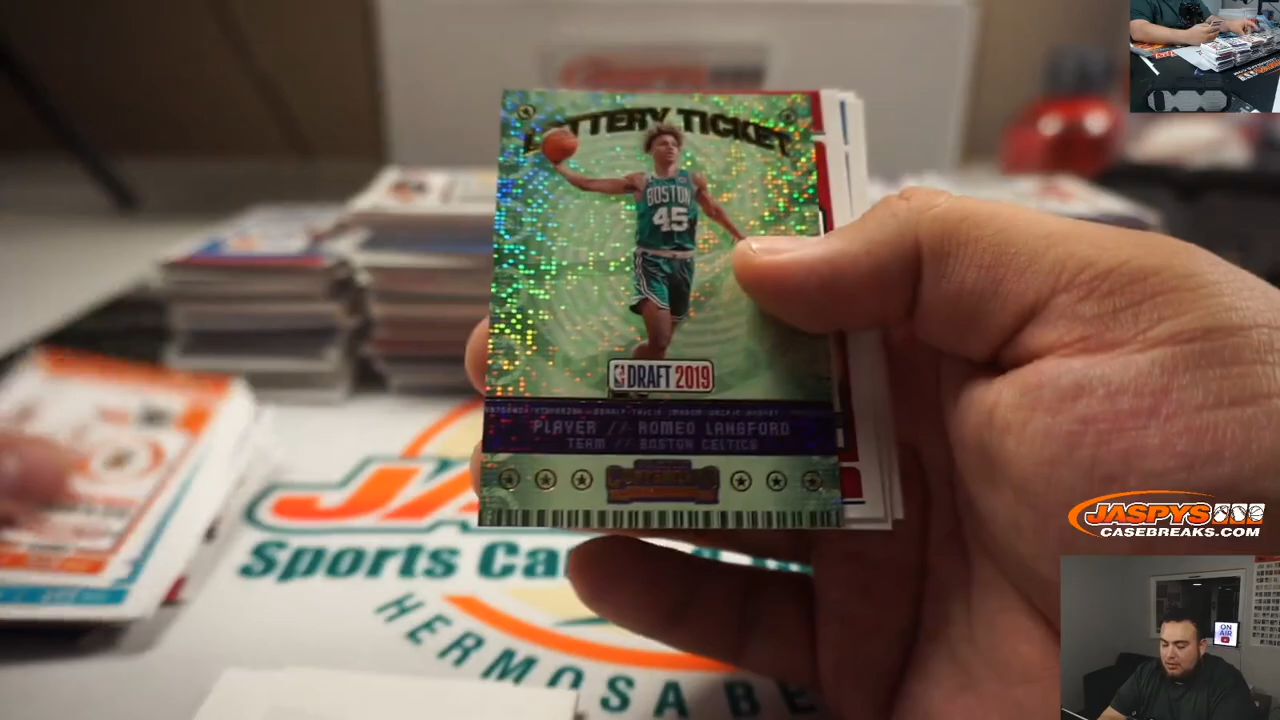 LOTTERY TICKET
BOSTON
45
DRAFT 2019
PLAYER // ROMEO LANGFORD
TEAM // BOSTON CELTICS
JASPYS
CASEBREAKS.COM
JA
Sports Ca
HERMOSA BE
ON
AIR